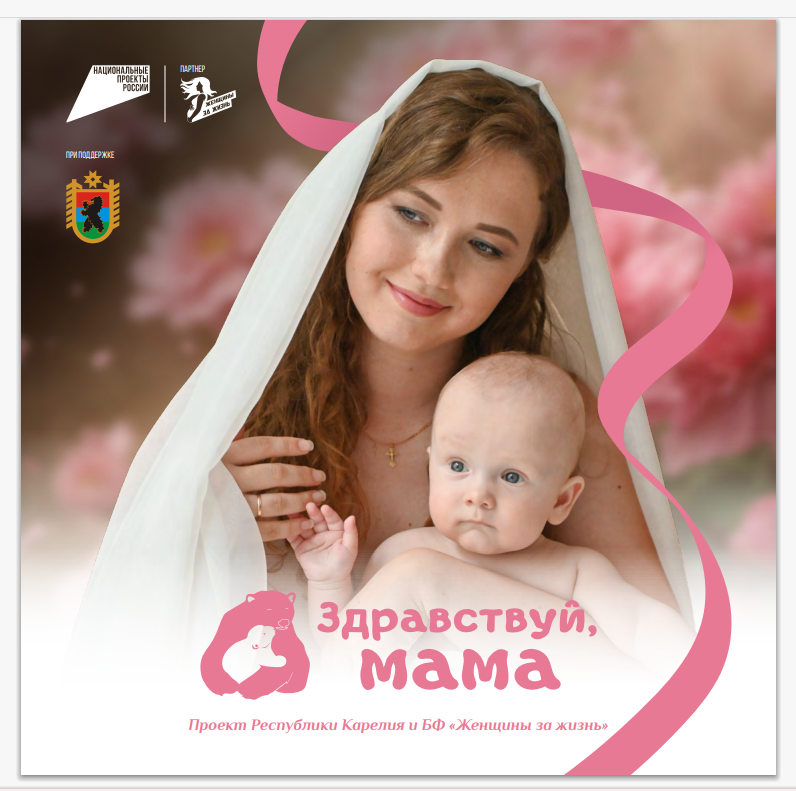 НАЦИОНАЛЬНЫЕ
ПРОЕКТЫ
РОССИИ
ПАРТНЕР
ЖЕНЩИНЫ
ЗА ЖИЗНЬ
ПРИ ПОДДЕРЖКЕ
Здравствуй,
мама
Проект Республики Карелия и БФ «Женщины за жизнь»